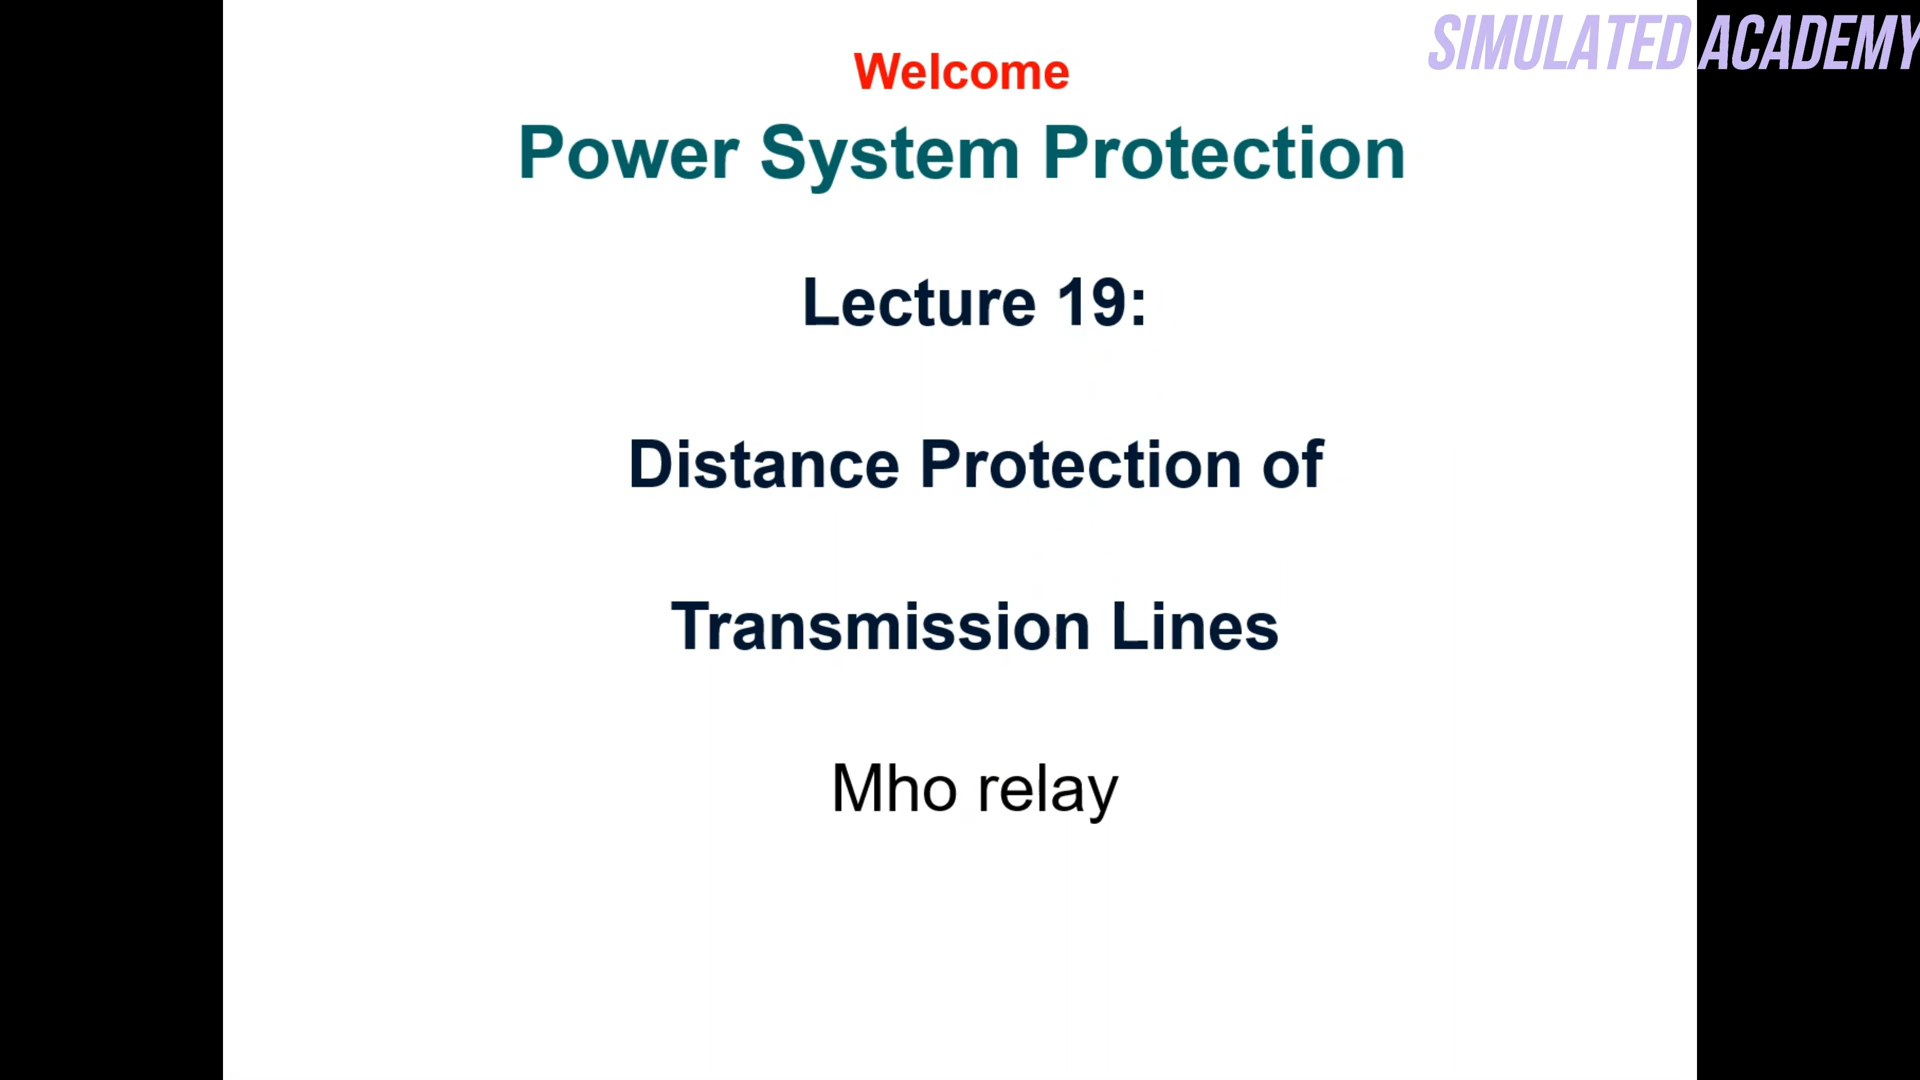 SIMULATED ACADEMY
Welcome
Power System Protection
Lecture 19:
Distance Protection of
Transmission Lines
Mho relay